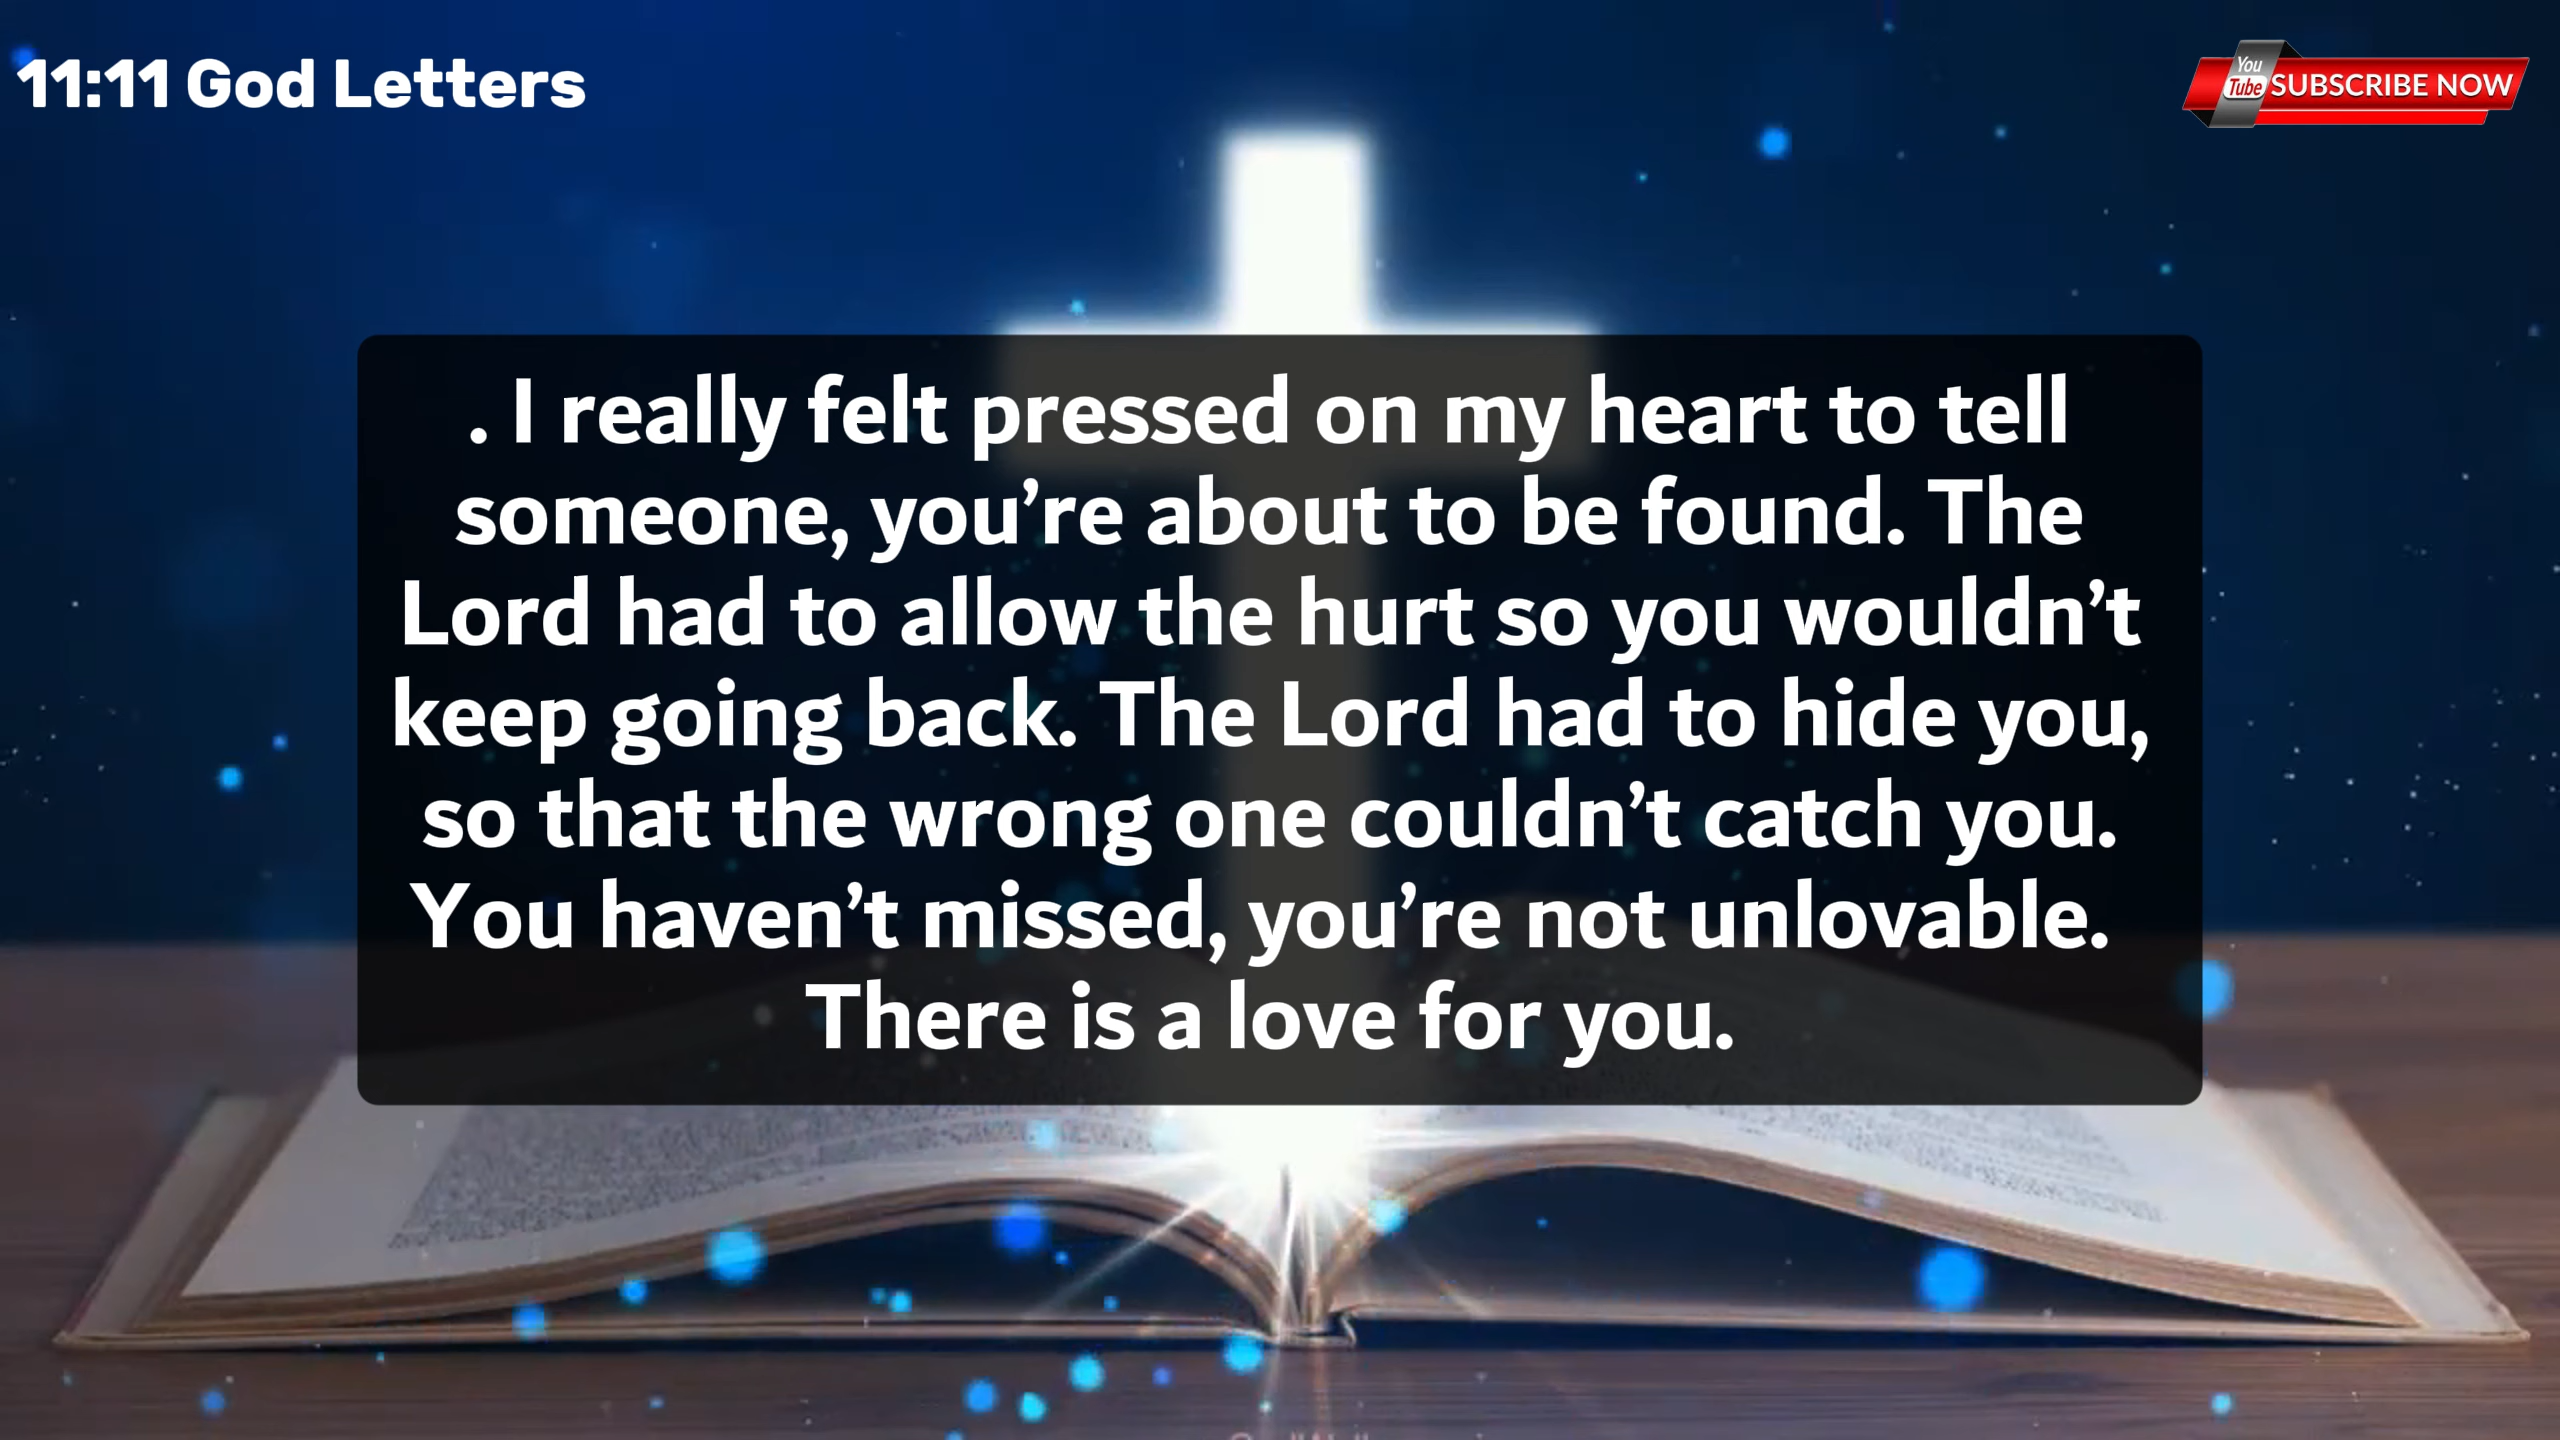 11:11 God Letters
You
Tube
SUBSCRIBE NOW
. I really felt pressed on my heart to tell
someone, you’re about to be found. The
Lord had to allow the hurt so you wouldn’t
keep going back. The Lord had to hide you,
so that the wrong one couldn’t catch you.
You haven’t missed, you’re not unlovable.
There is a love for you.